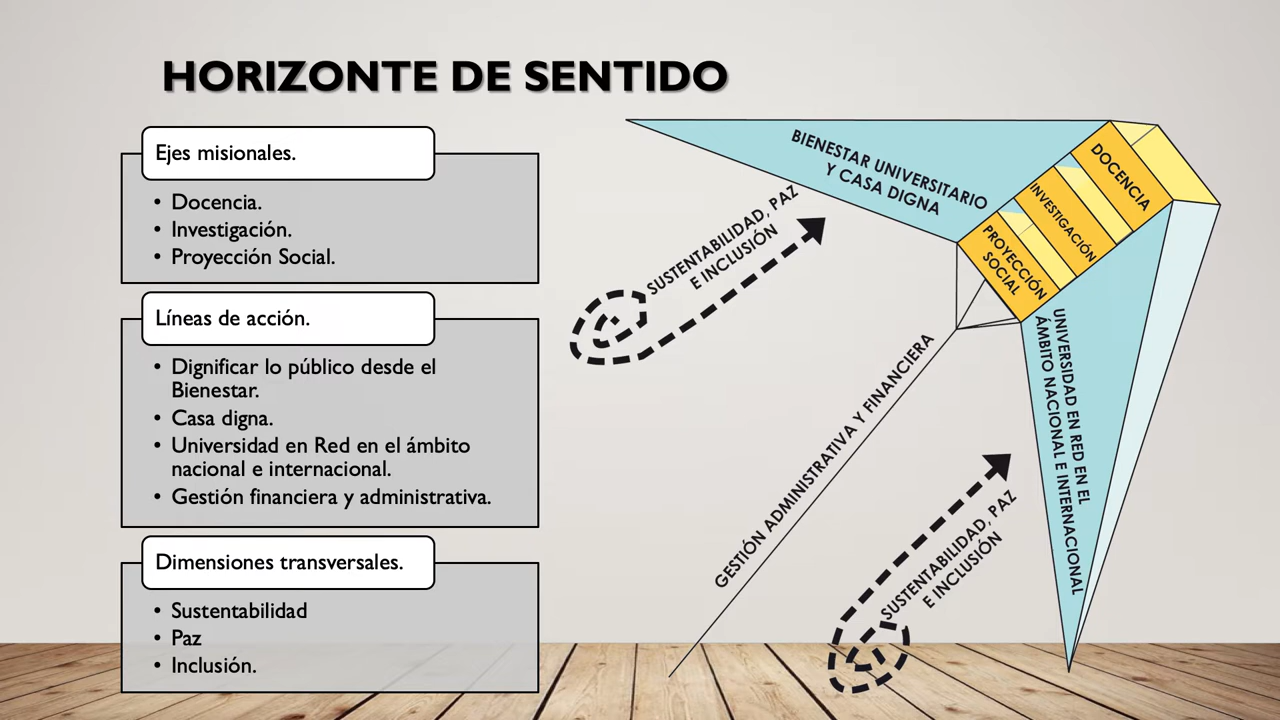 HORIZONTE DE SENTIDO
Ejes misionales.
• Docencia.
• Investigación.
• Proyección Social.
Líneas de acción.
• Dignificar lo público desde el
Bienestar.
• Casa digna.
• Universidad en Red en el ámbito
nacional e internacional.
• Gestión financiera y administrativa.
Dimensiones transversales.
• Sustentabilidad
• Paz
• Inclusión.
BIENESTAR UNIVERSITARIO
Y CASA DIGNA
DOCENCIA
INVESTIGACIÓN
PROYECCIÓN
SOCIAL
SUSTENTABILIDAD, PAZ
E INCLUSIÓN
UNIVERSIDAD EN RED EN EL
ÁMBITO NACIONAL E INTERNACIONAL
GESTIÓN ADMINISTRATIVA Y FINANCIERA
SUSTENTABILIDAD, PAZ
E INCLUSIÓN